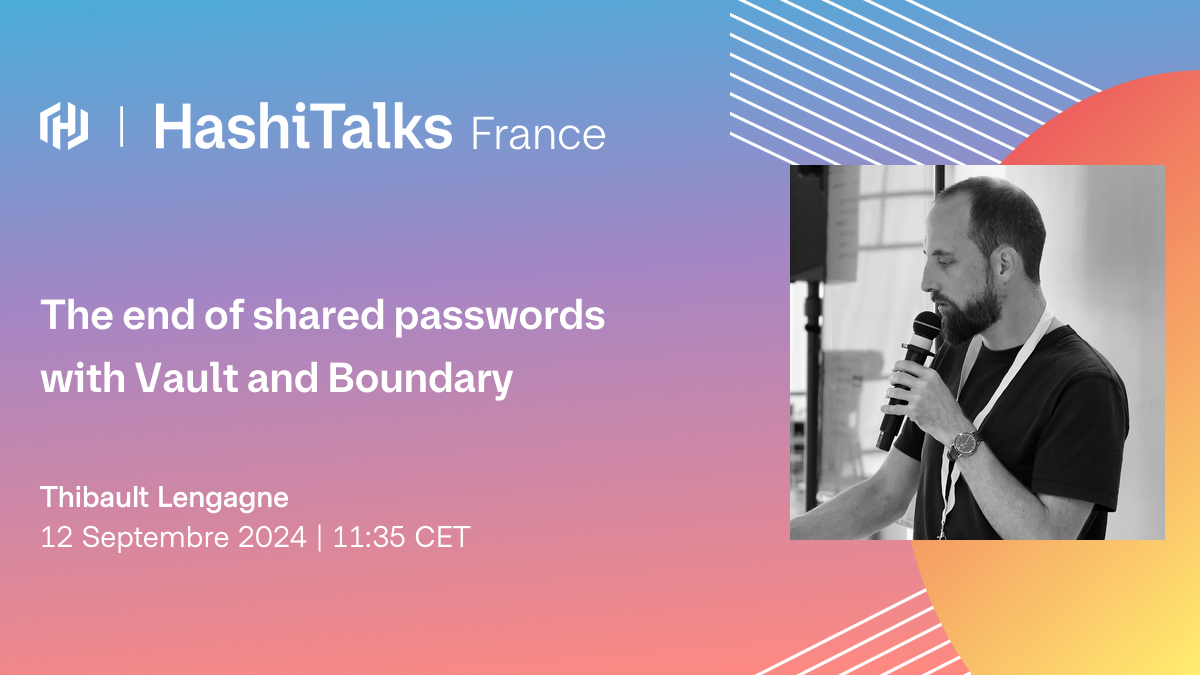 HashiTalks France
The end of shared passwords
with Vault and Boundary
Thibault Lengagne
12 Septembre 2024 | 11:35 CET